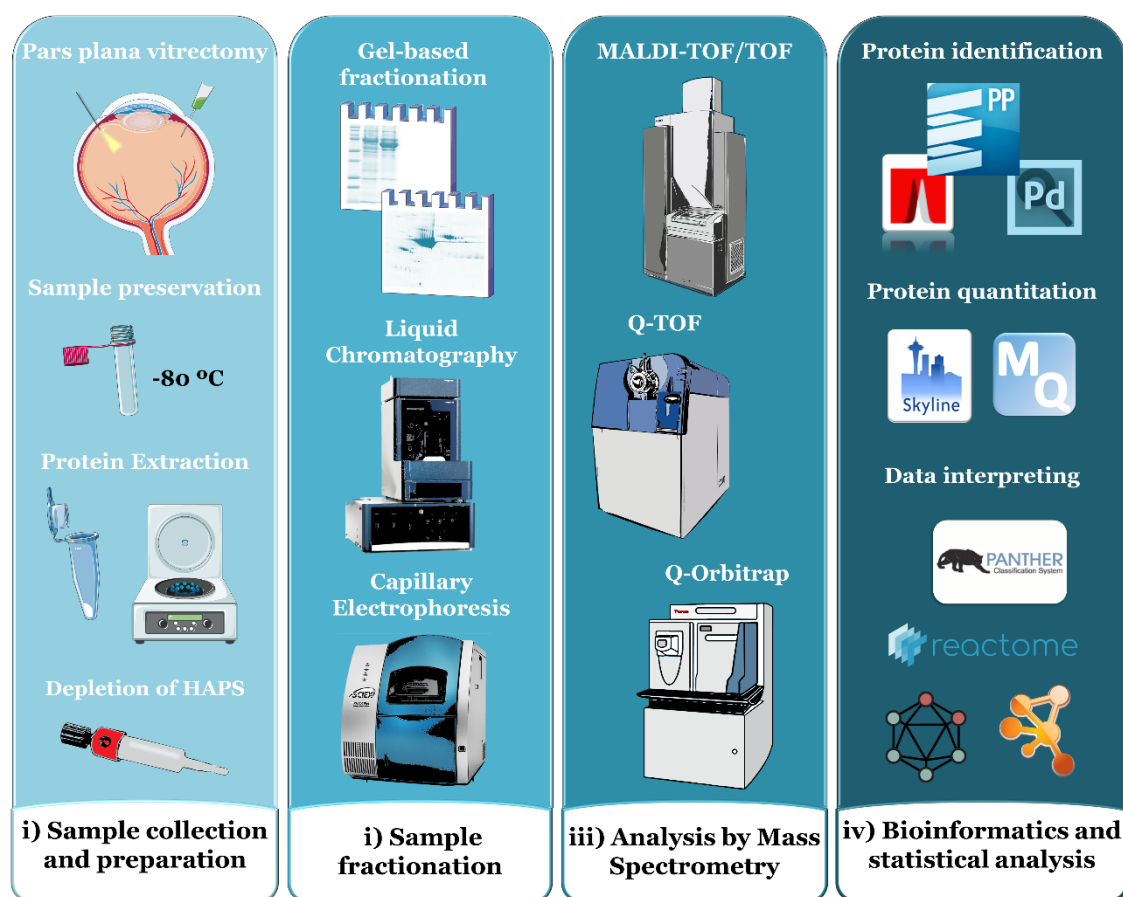 Pars plana vitrectomy
Sample preservation
-80 ºC
Protein Extraction
Depletion of HAPS
i) Sample collection
and preparation
Gel-based
fractionation
Liquid
Chromatography
Capillary
Electrophoresis
SCIEX
i) Sample
fractionation
MALDI-TOF/TOF
Q-TOF
Q-Orbitrap
iii) Analysis by Mass
Spectrometry
Protein identification
PP
Pd
Protein quantitation
Skyline
M
Q
Data interpreting
PANTHER
Classification System
reactome
iv) Bioinformatics and
statistical analysis